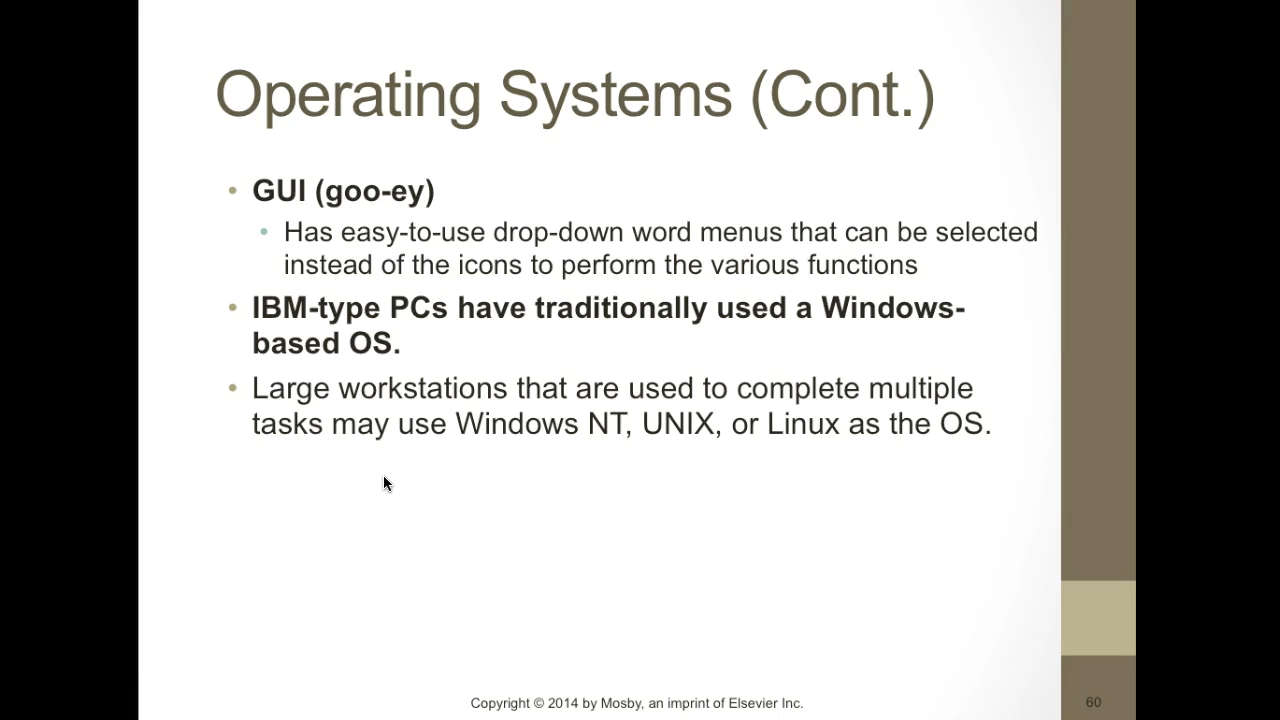 Operating Systems (Cont.)
• GUI (goo-ey)
• Has easy-to-use drop-down word menus that can be selected
instead of the icons to perform the various functions
• IBM-type PCs have traditionally used a Windows-
based OS.
• Large workstations that are used to complete multiple
tasks may use Windows NT, UNIX, or Linux as the OS.
Copyright © 2014 by Mosby, an imprint of Elsevier Inc.
60